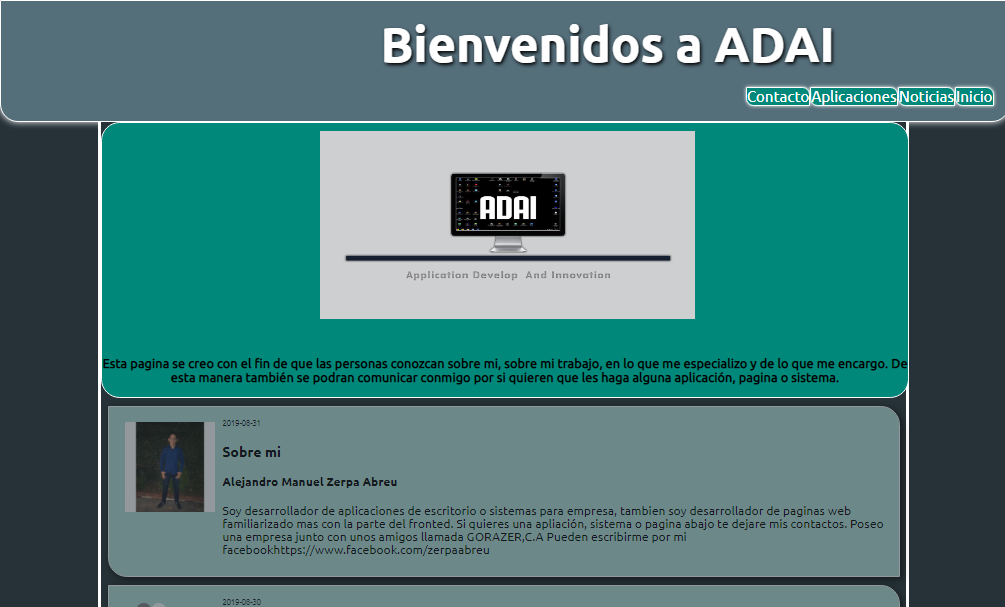 Bienvenidos a ADAI
Contacto Aplicaciones Noticias Inicio
ADAI
Application Develop And Innovation
Esta pagina se creo con el fin de que las personas conozcan sobre mi, sobre mi trabajo, en lo que me especializo y de lo que me encargo. De
esta manera también se podran comunicar conmigo por si quieren que les haga alguna aplicación, pagina o sistema.
2019-08-31
Sobre mi
Alejandro Manuel Zerpa Abreu
Soy desarrollador de aplicaciones de escritorio o sistemas para empresa, tambien soy desarrollador de paginas web
familiarizado mas con la parte del fronted. Si quieres una apliación, sistema o pagina abajo te dejare mis contactos. Poseo
una empresa junto con unos amigos llamada GORAZER,C.A Pueden escribirme por mi
facebookhttps://www.facebook.com/zerpaabreu
2019-08-30